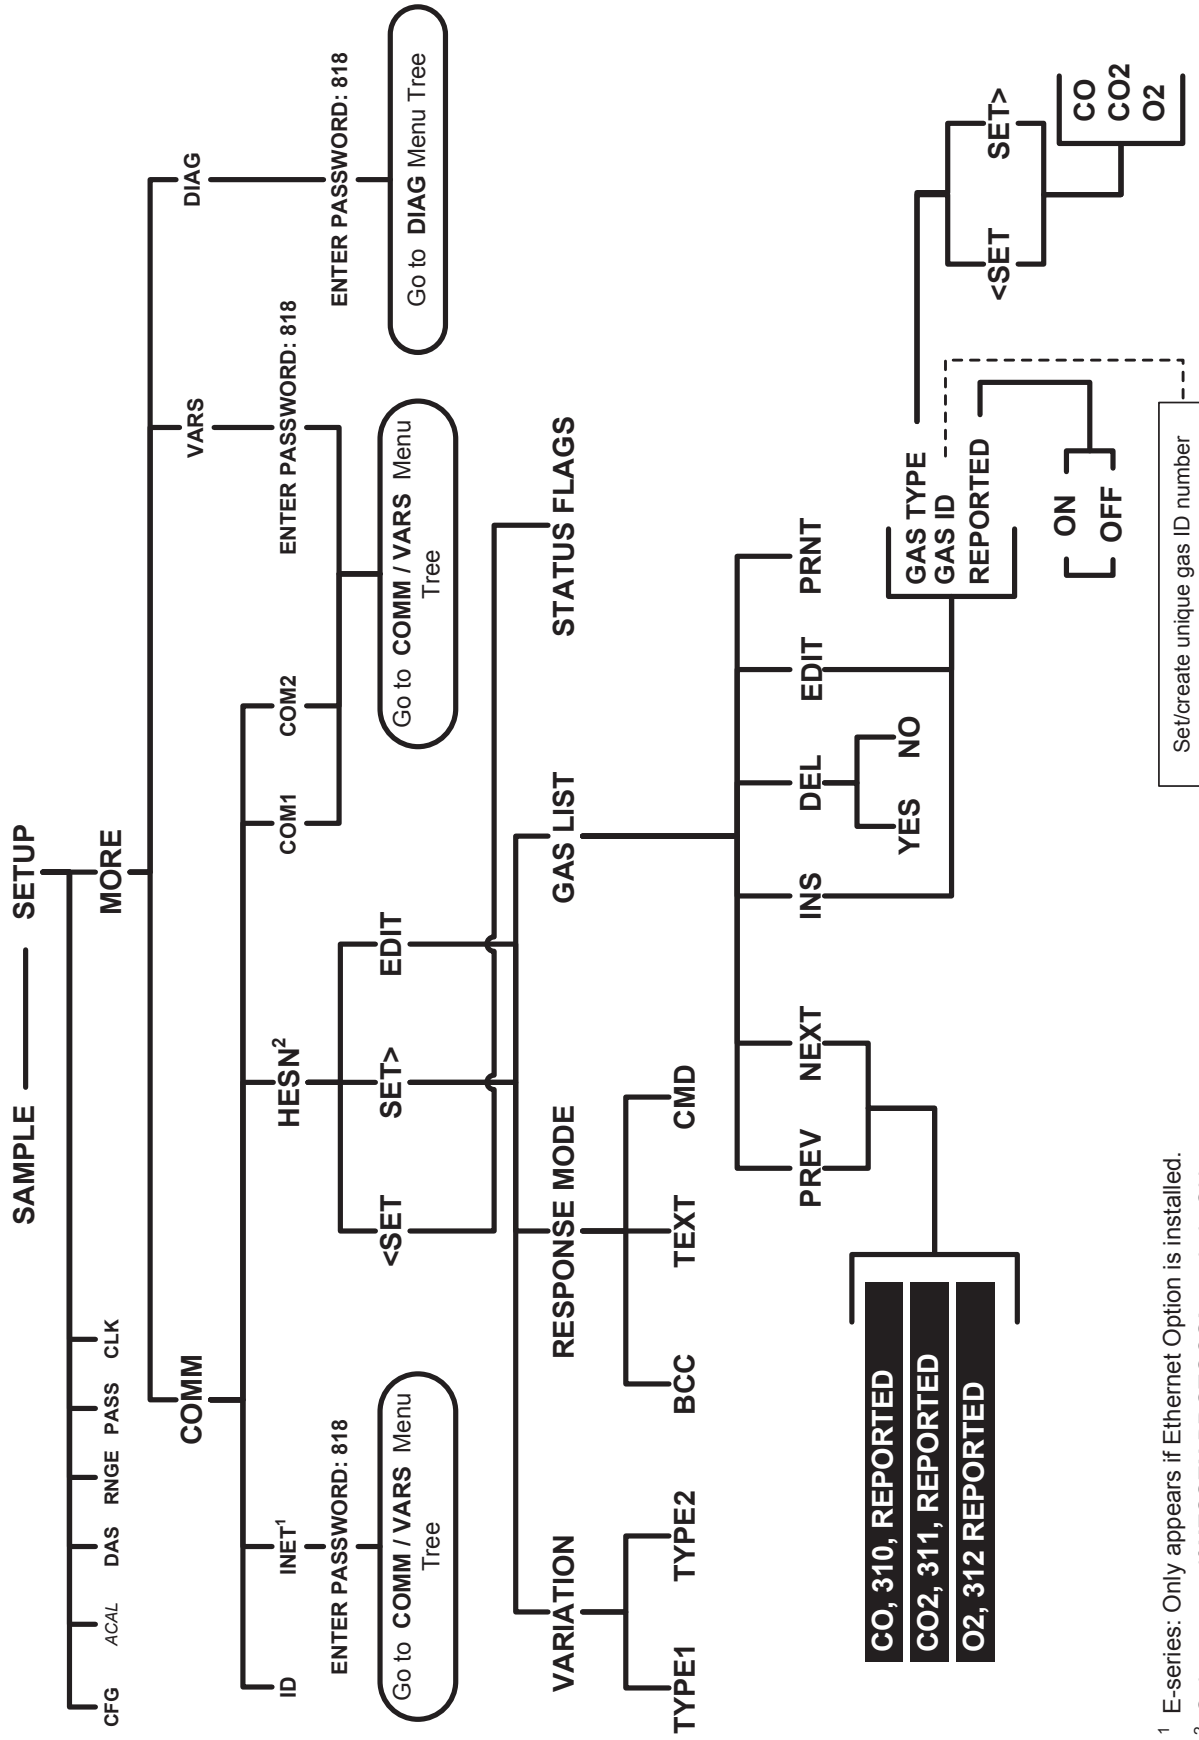 SAMPLE SETUP
CFG ACAL DAS RNGE PASS CLK MORE
COMM VARS DIAG
ID INET¹ HESN² COM1 COM2 ENTER PASSWORD: 818
ENTER PASSWORD: 818 ENTER PASSWORD: 818
Go to COMM / VARS Menu
Tree
<SET SET> EDIT
Go to COMM / VARS Menu
Tree
Go to DIAG Menu Tree
VARIATION RESPONSE MODE GAS LIST STATUS FLAGS
TYPE1 TYPE2 BCC TEXT CMD
PREV NEXT INS DEL EDIT PRNT
YES NO
CO, 310, REPORTED
CO2, 311, REPORTED
O2, 312 REPORTED
GAS TYPE
GAS ID
REPORTED
<SET SET>
ON
OFF
CO
CO2
O2
Set/create unique gas ID number
¹ E-series: Only appears if Ethernet Option is installed.
²